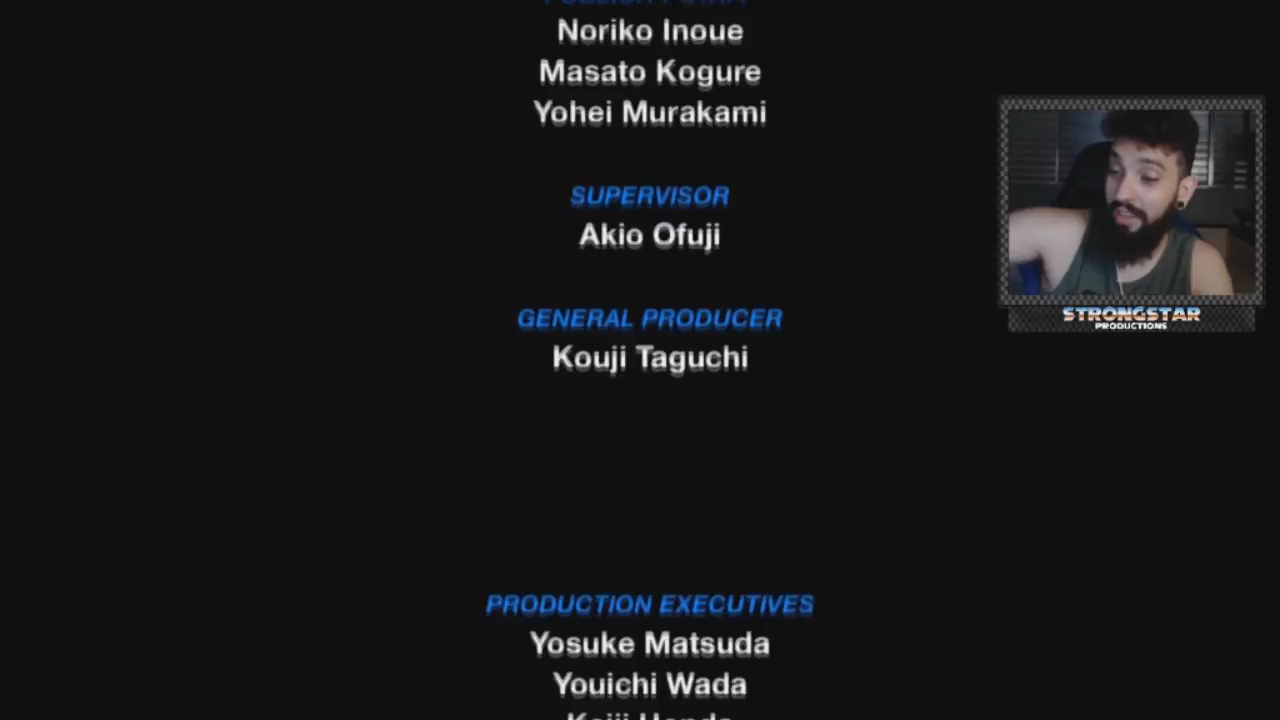 Noriko Inoue
Masato Kogure
Yohei Murakami
SUPERVISOR
Akio Ofuji
GENERAL PRODUCER
Kouji Taguchi
STRONGSTAR
PRODUCTIONS
PRODUCTION EXECUTIVES
Yosuke Matsuda
Youichi Wada